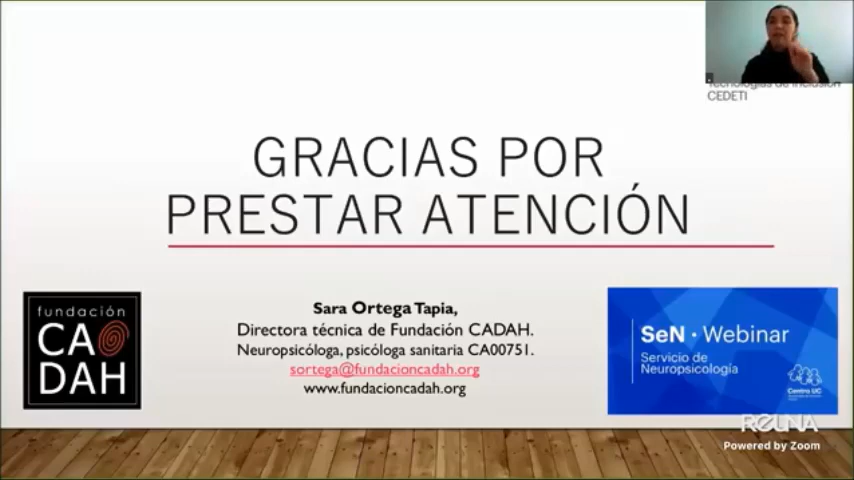 Tecnologías de Inclusión
CEDETI
GRACIAS POR
PRESTAR ATENCIÓN
fundación
CA
DAH
Sara Ortega Tapia,
Directora técnica de Fundación CADAH.
Neuropsicóloga, psicóloga sanitaria CA00751.
sortega@fundacioncadah.org
www.fundacioncadah.org
SeN · Webinar
Servicio de
Neuropsicología
Centro UC
REUNA
Powered by Zoom